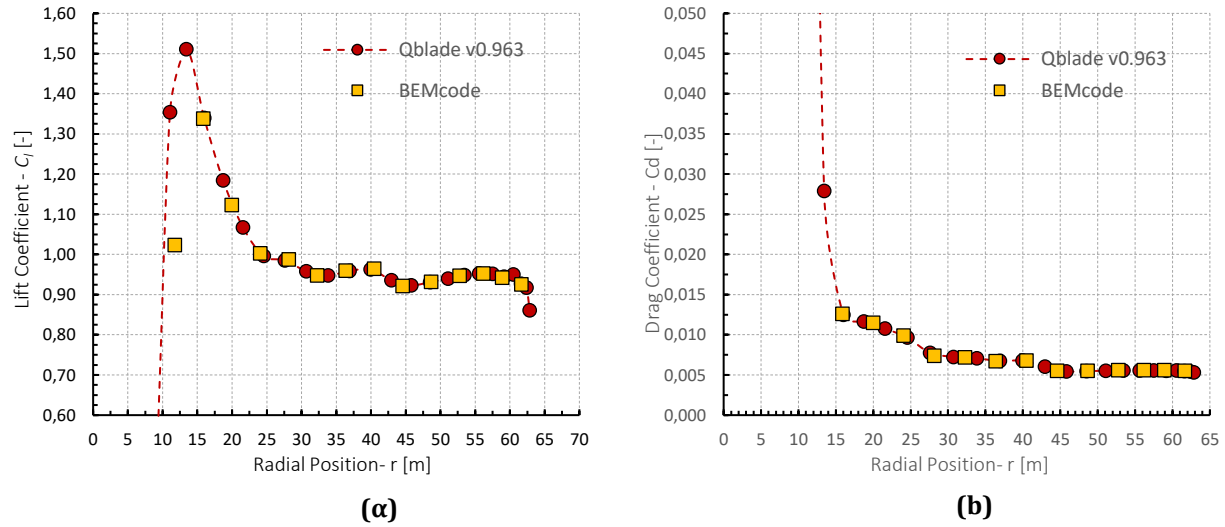 1,50
1,40
1,30
1,20
1,10
1,00
0,90
0,80
0,70
0,60
Lift Coefficient - Cl [-]
Qblade v0.963
BEMcode
0 5 10 15 20 25 30 35 40 45 50 55 60 65 70
Radial Position- r [m]
(α)
0,050
0,045
0,040
0,035
0,030
0,025
0,020
0,015
0,010
0,005
0,000
Drag Coefficient - Cd [-]
Qblade v0.963
BEMcode
0 5 10 15 20 25 30 35 40 45 50 55 60 65
Radial Position- r [m]
(b)